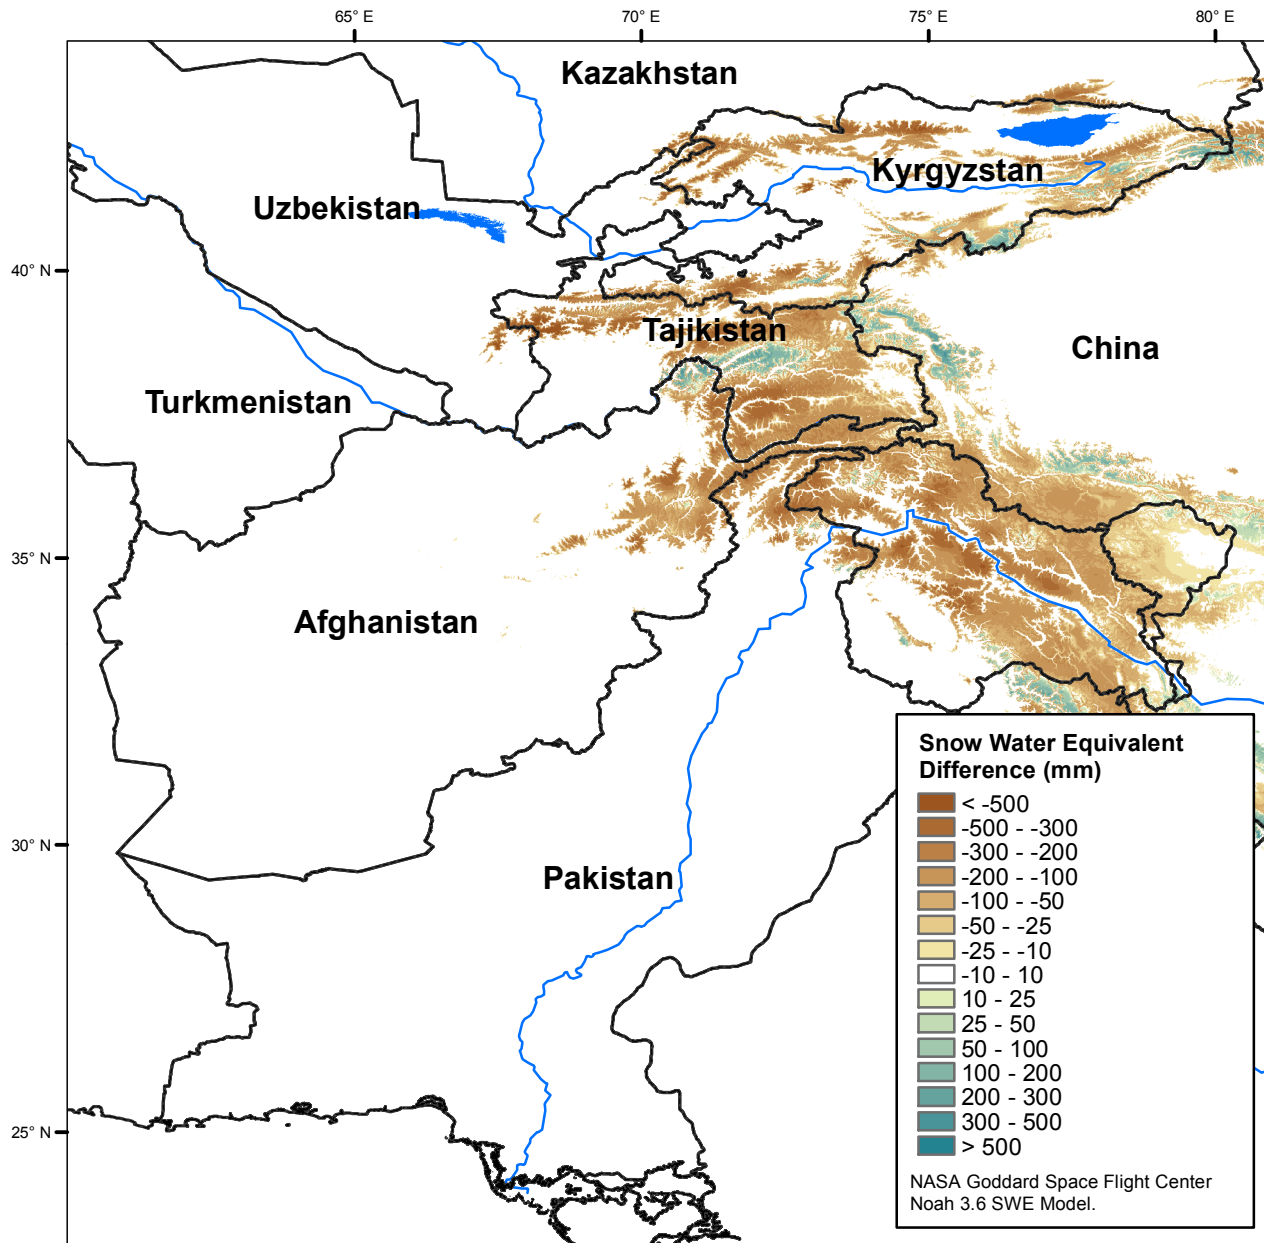 65° E 70° E 75° E 80° E
Kazakhstan
Kyrgyzstan
Uzbekistan
40° N
Tajikistan
China
Turkmenistan
35° N
Afghanistan
Snow Water Equivalent
Difference (mm)
< -500
-500 - -300
30° N
-300 - -200
Pakistan
-200 - -100
-100 - -50
-50 - -25
-25 - -10
-10 - 10
10 - 25
25 - 50
50 - 100
100 - 200
200 - 300
300 - 500
25° N
> 500
NASA Goddard Space Flight Center
Noah 3.6 SWE Model.